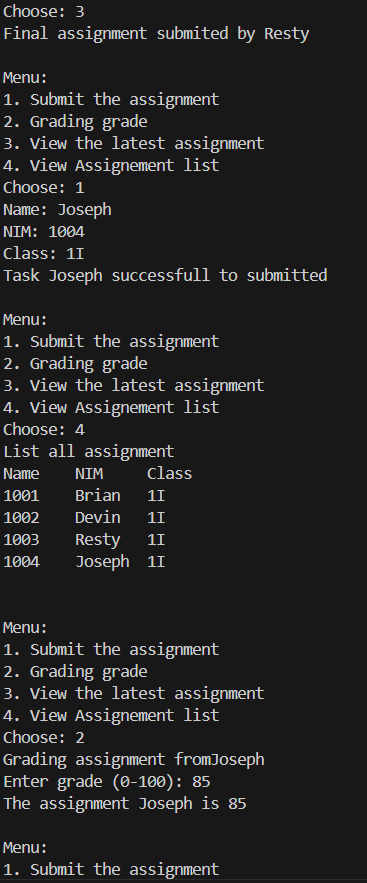 Choose: 3
Final assignment submited by Resty

Menu:
1. Submit the assignment
2. Grading grade
3. View the latest assignment
4. View Assignement list
Choose: 1
Name: Joseph
NIM: 1004
Class: 1I
Task Joseph successfull to submitted

Menu:
1. Submit the assignment
2. Grading grade
3. View the latest assignment
4. View Assignement list
Choose: 4
List all assignment
Name    NIM     Class
1001    Brian   1I
1002    Devin   1I
1003    Resty   1I
1004    Joseph  1I


Menu:
1. Submit the assignment
2. Grading grade
3. View the latest assignment
4. View Assignement list
Choose: 2
Grading assignment fromJoseph
Enter grade (0-100): 85
The assignment Joseph is 85

Menu:
1. Submit the assignment